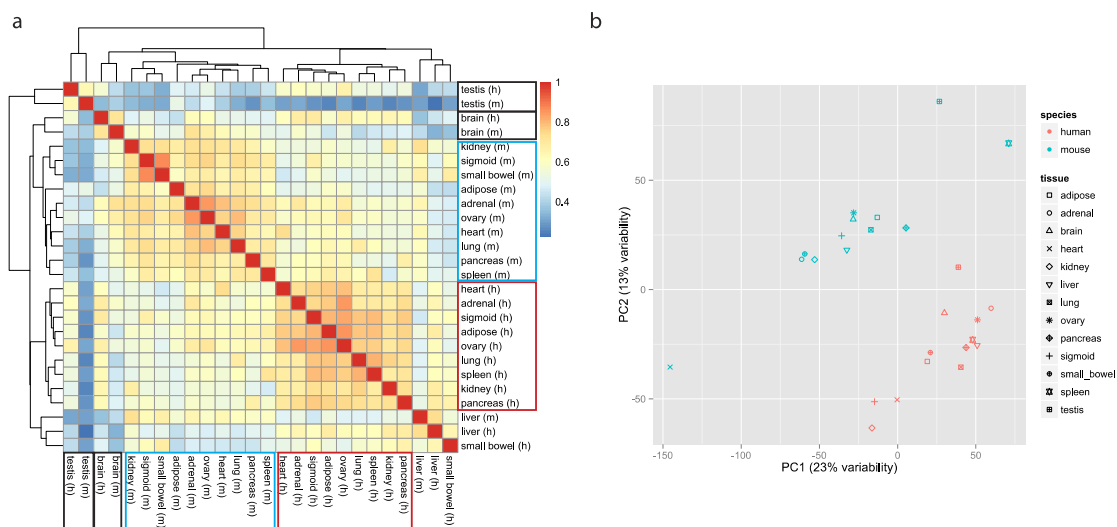 a
b
1
0.8
0.6
0.4
testis (h)
testis (m)
brain (h)
brain (m)
kidney (m)
sigmoid (m)
small bowel (m)
adipose (m)
adrenal (m)
ovary (m)
heart (m)
lung (m)
pancreas (m)
spleen (m)
heart (h)
adrenal (h)
sigmoid (h)
adipose (h)
ovary (h)
lung (h)
spleen (h)
kidney (h)
pancreas (h)
liver (m)
liver (h)
small bowel (h)
testis (h)
testis (m)
brain (h)
brain (m)
kidney (m)
sigmoid (m)
small bowel (m)
adipose (m)
adrenal (m)
ovary (m)
heart (m)
lung (m)
pancreas (m)
spleen (m)
heart (h)
adrenal (h)
sigmoid (h)
adipose (h)
ovary (h)
lung (h)
spleen (h)
kidney (h)
pancreas (h)
liver (m)
liver (h)
small bowel (h)
PC2 (13% variability)
50
0
-50
-150
-100
-50
0
50
PC1 (23% variability)
species
human
mouse
tissue
adipose
adrenal
brain
heart
kidney
liver
lung
ovary
pancreas
sigmoid
small_bowel
spleen
testis